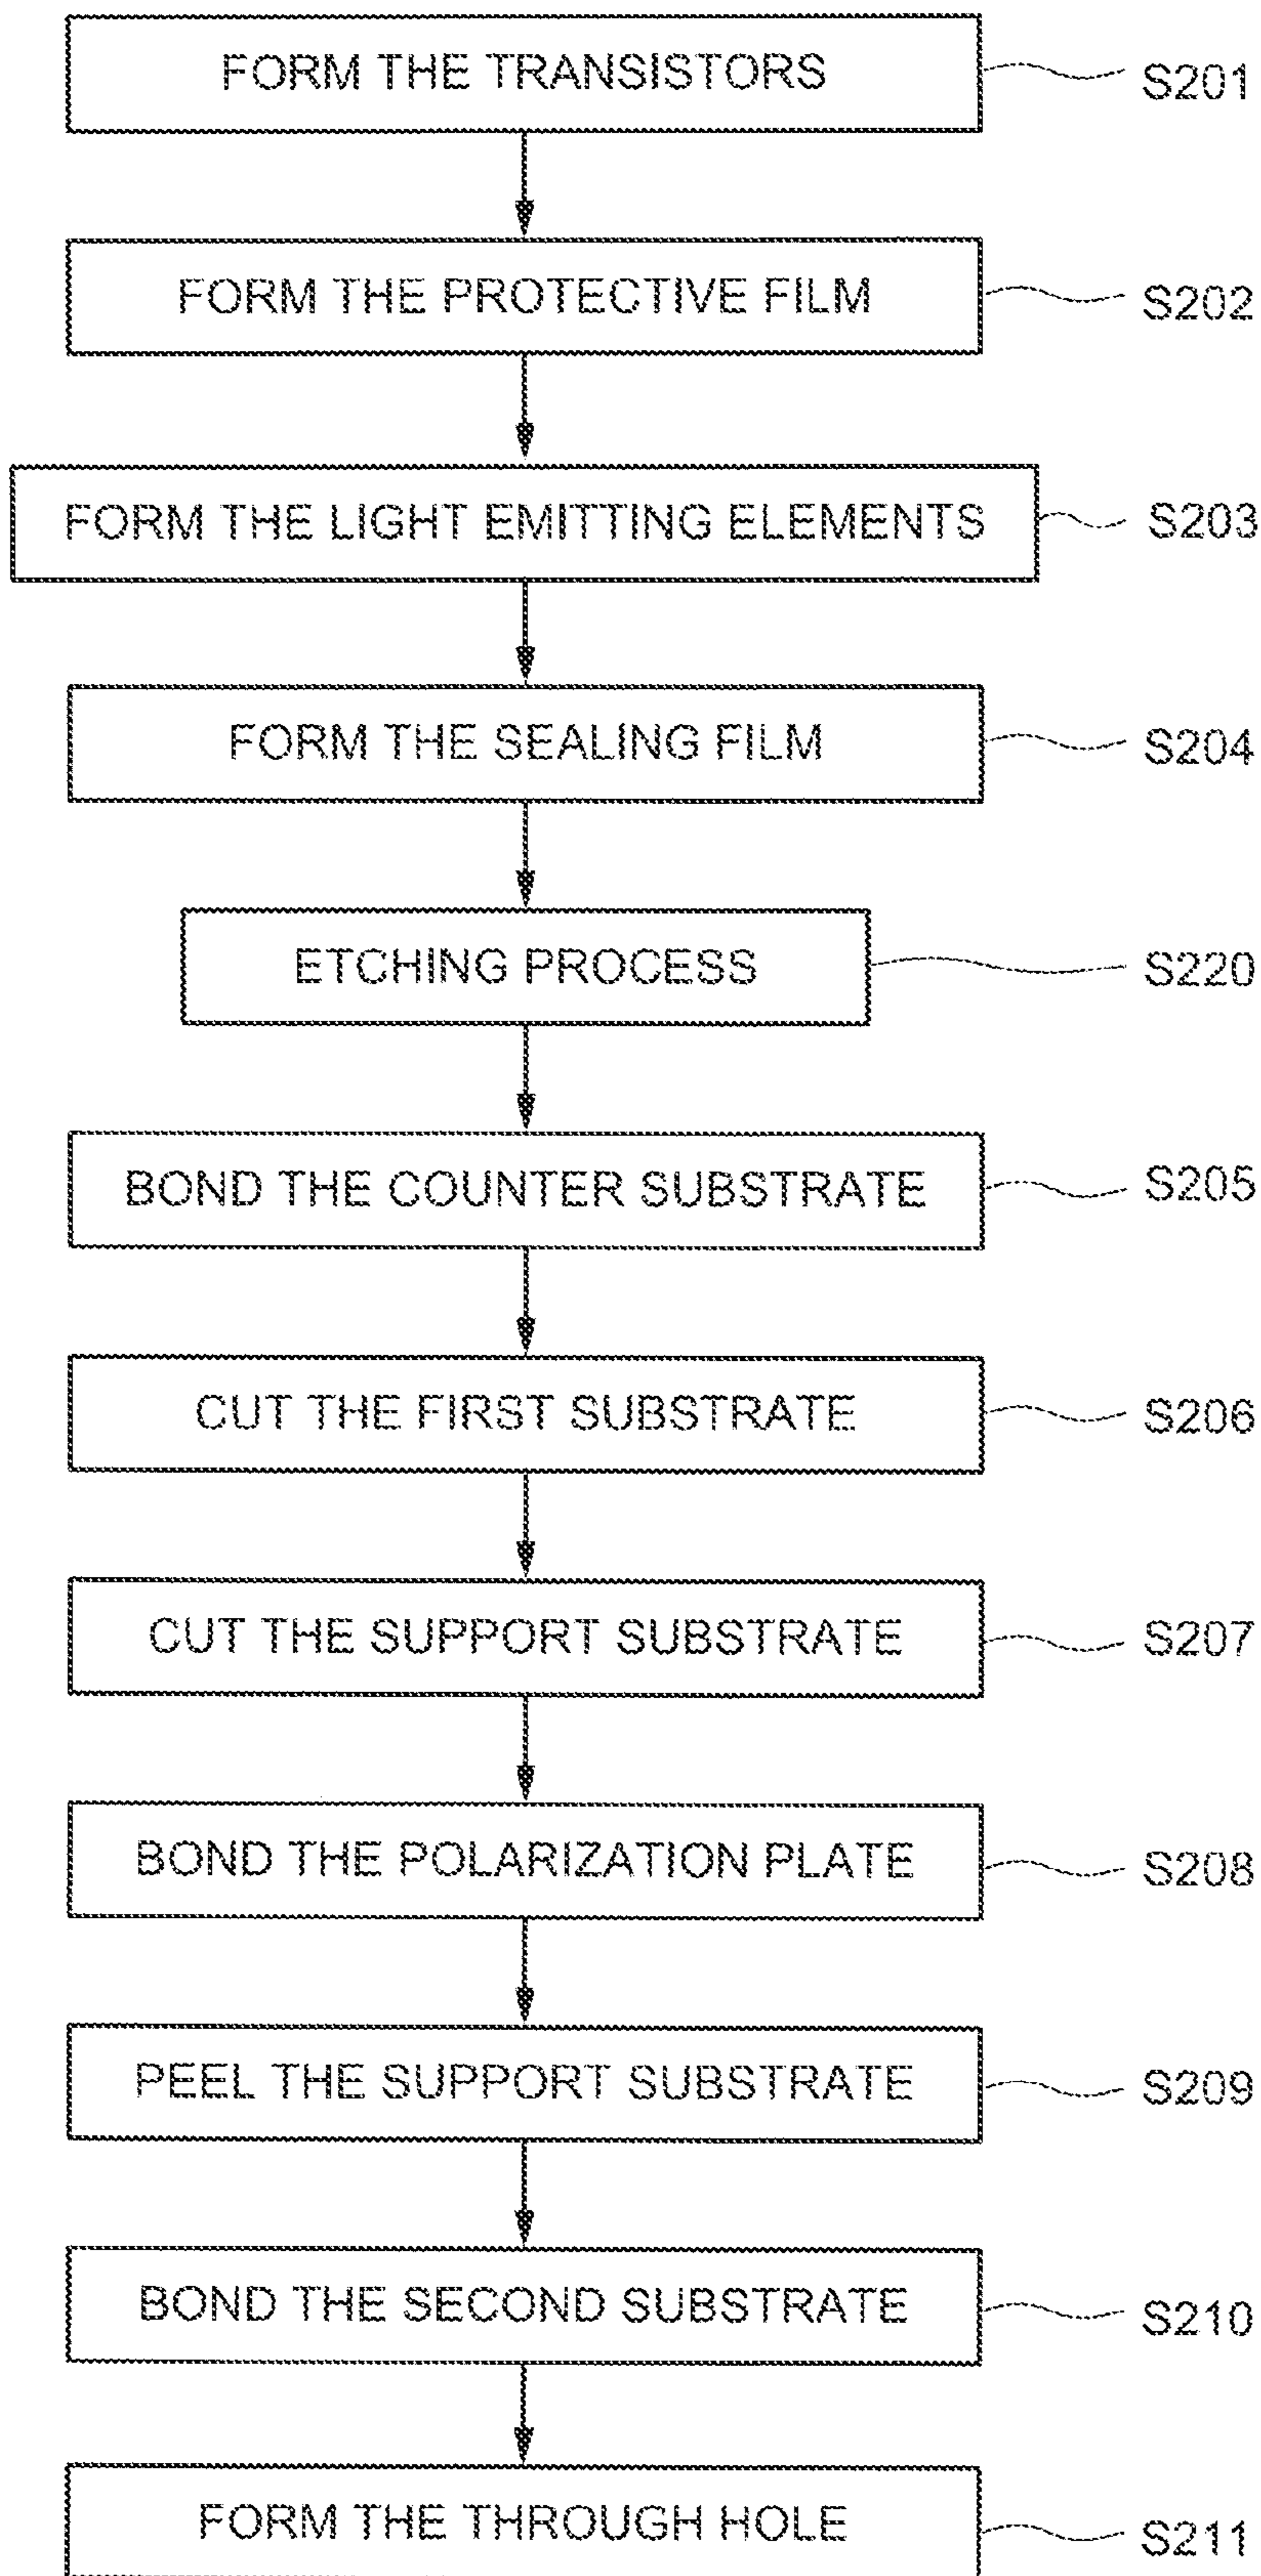 FORM THE TRANSISTORS S201
FORM THE PROTECTIVE FILM S202
FORM THE LIGHT EMITTING ELEMENTS S203
FORM THE SEALING FILM S204
ETCHING PROCESS S220
BOND THE COUNTER SUBSTRATE S205
CUT THE FIRST SUBSTRATE S206
CUT THE SUPPORT SUBSTRATE S207
BOND THE POLARIZATION PLATE S208
PEEL THE SUPPORT SUBSTRATE S209
BOND THE SECOND SUBSTRATE S210
FORM THE THROUGH HOLE S211